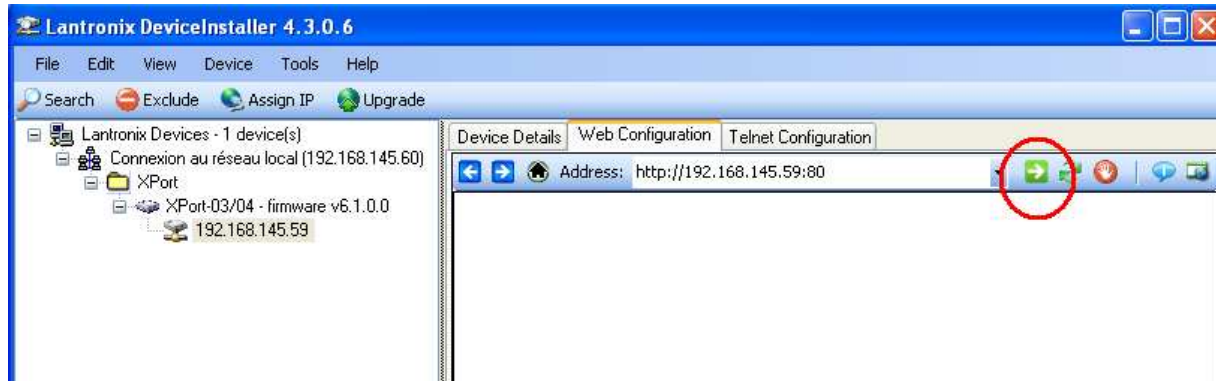 Lantronix DeviceInstaller 4.3.0.6
File Edit View Device Tools Help
Search Exclude Assign IP Upgrade
Lantronix Devices - 1 device(s)
Connexion au réseau local (192.168.145.60)
XPort
XPort-03/04 - firmware v6.1.0.0
192.168.145.59
Device Details Web Configuration Telnet Configuration
Address: http://192.168.145.59:80